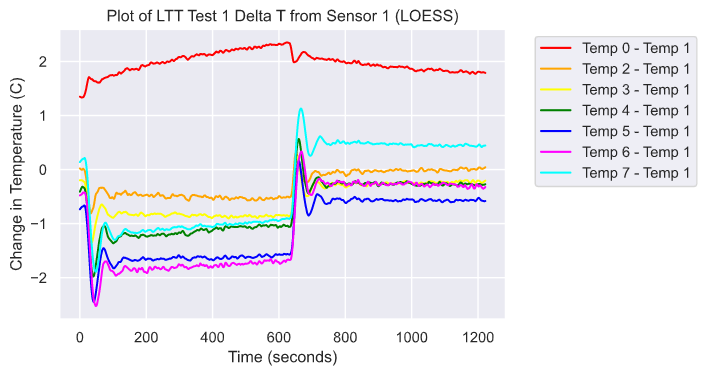 Plot of LTT Test 1 Delta T from Sensor 1 (LOESS)
Change in Temperature (C)
2
1
0
−1
−2
0 200 400 600 800 1000 1200
Time (seconds)
Temp 0 - Temp 1
Temp 2 - Temp 1
Temp 3 - Temp 1
Temp 4 - Temp 1
Temp 5 - Temp 1
Temp 6 - Temp 1
Temp 7 - Temp 1